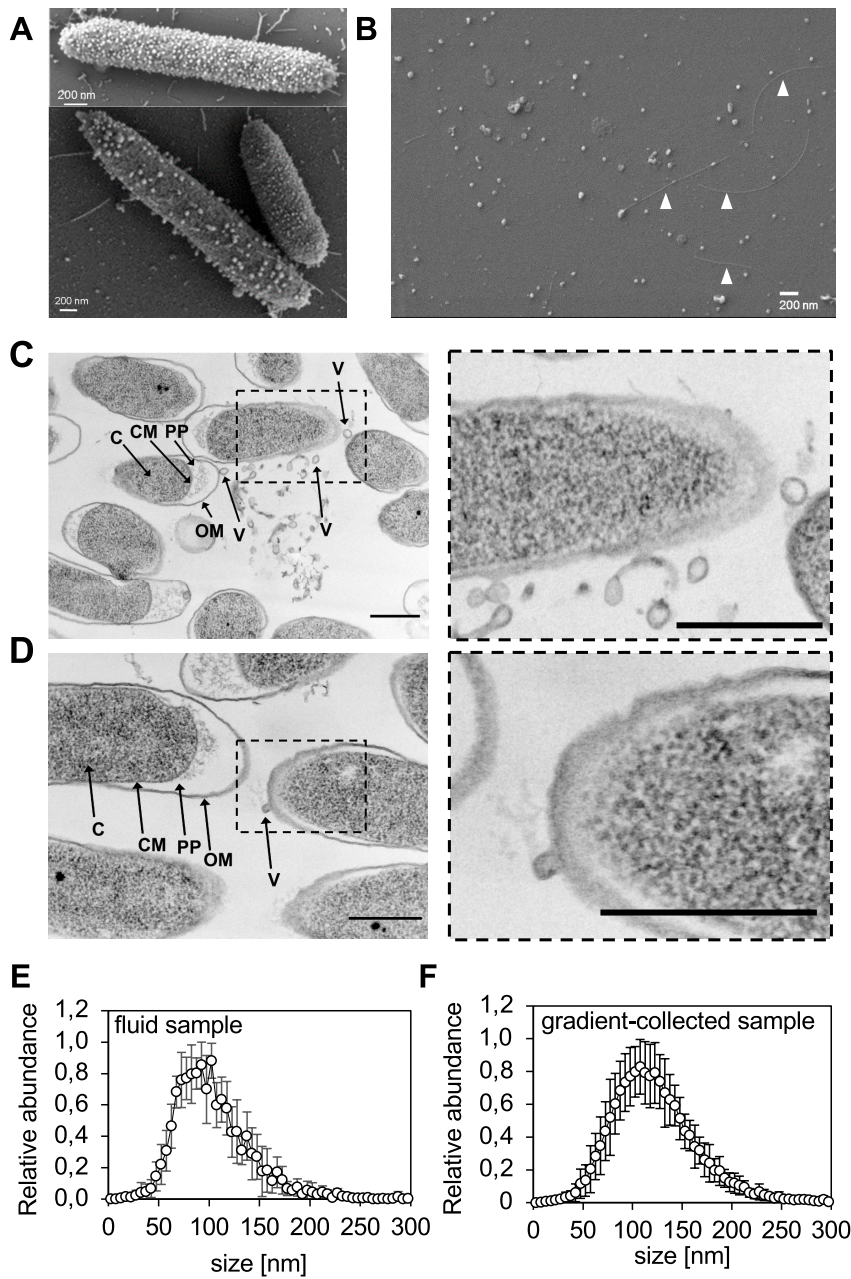 A
B
200 nm
200 nm
200 nm
C
V
C
CM
PP
OM
V
V
D
C
CM
PP
OM
V
E
F
1,2
1,0
0,8
0,6
0,4
0,2
0,0
fluid sample
Relative abundance
0 50 100 150 200 250 300
size [nm]
1,2
1,0
0,8
0,6
0,4
0,2
0
gradient-collected sample
Relative abundance
0 50 100 150 200 250 300
size [nm]